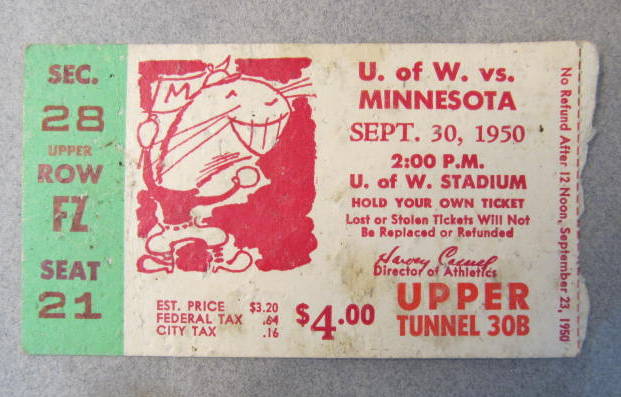 SEC.
28
UPPER
ROW
FZ
SEAT
21
M
EST. PRICE $3.20
FEDERAL TAX .64
CITY TAX .16
$4.00
U. of W. vs.
MINNESOTA
SEPT. 30, 1950
2:00 P.M.
U. of W. STADIUM
HOLD YOUR OWN TICKET
Lost or Stolen Tickets Will Not
Be Replaced or Refunded
Harvey Cassill
Director of Athletics
UPPER
TUNNEL 30B
No Refund After 12 Noon, September 23, 1950